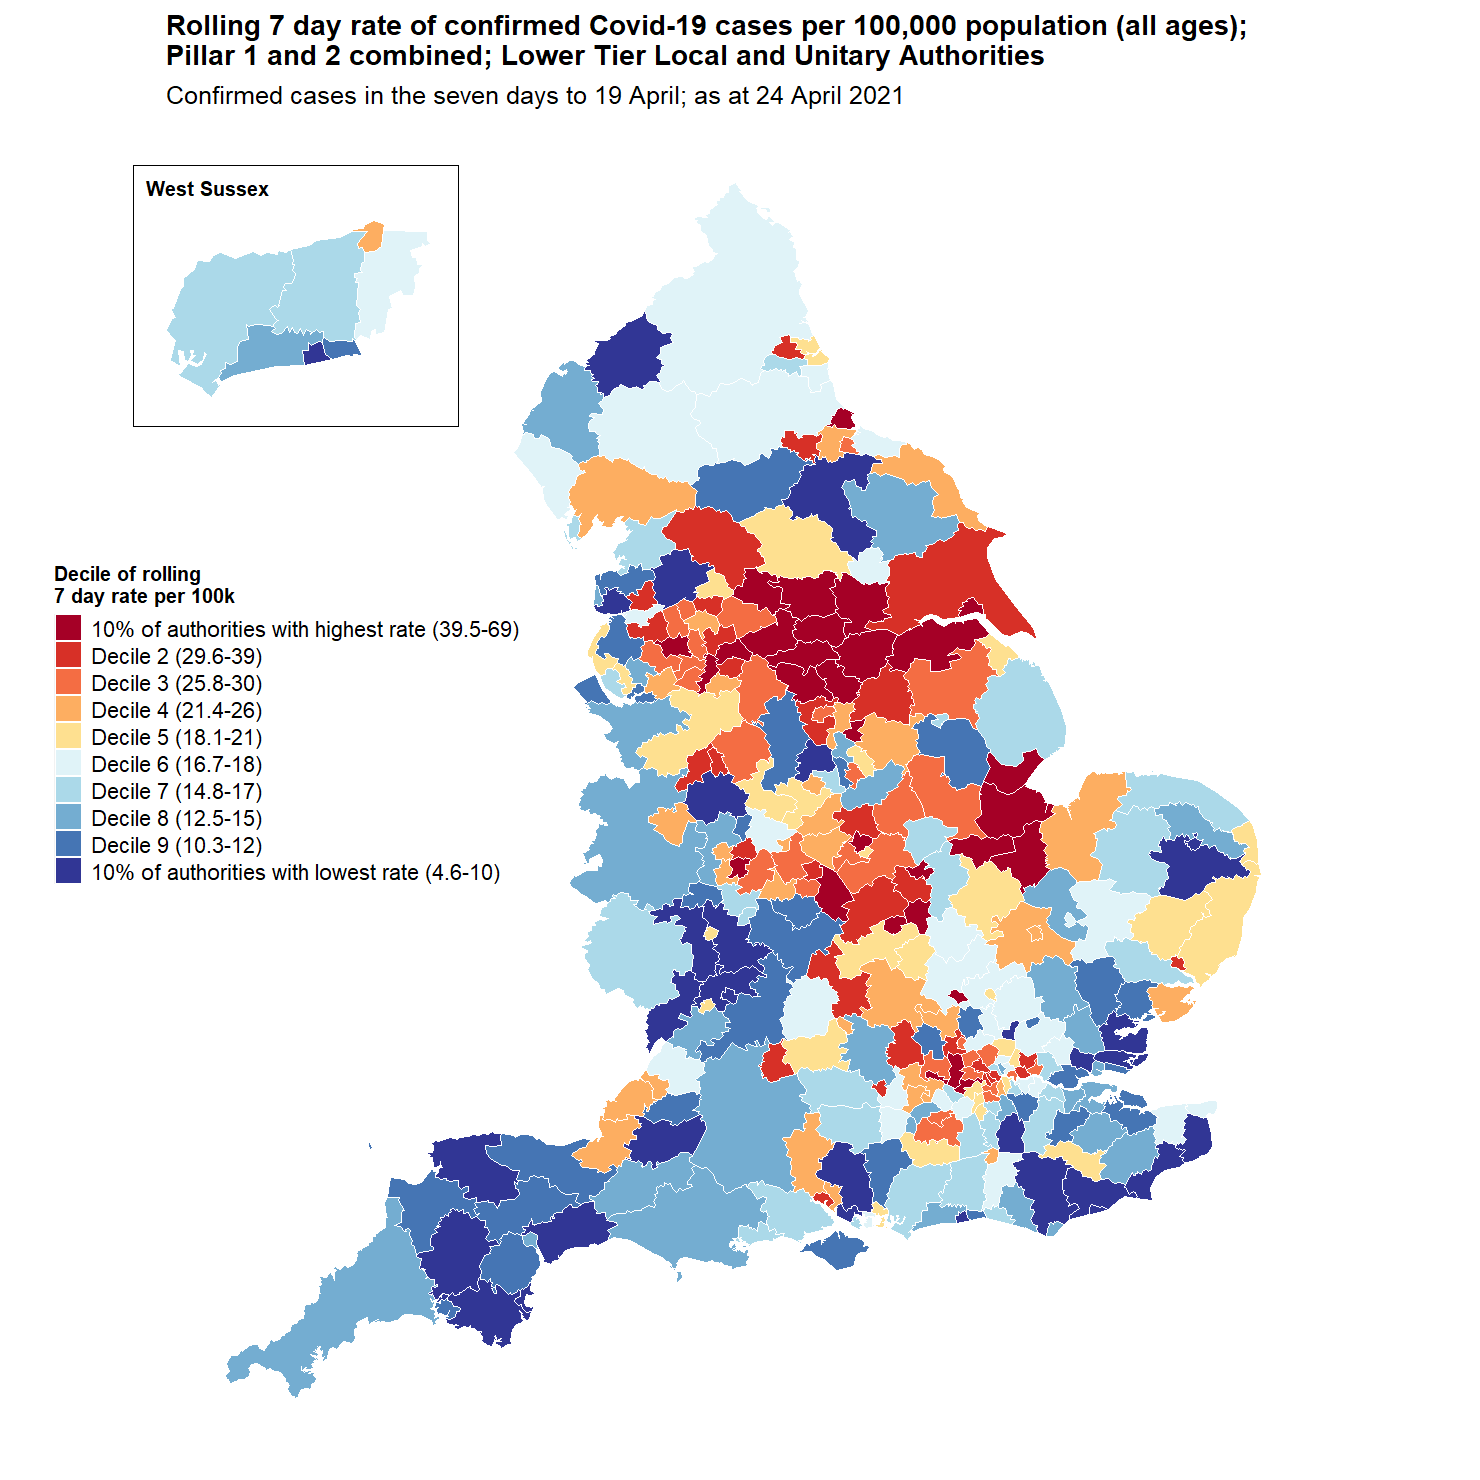 Rolling 7 day rate of confirmed Covid-19 cases per 100,000 population (all ages);
Pillar 1 and 2 combined; Lower Tier Local and Unitary Authorities
Confirmed cases in the seven days to 19 April; as at 24 April 2021
West Sussex
Decile of rolling
7 day rate per 100k
10% of authorities with highest rate (39.5-69)
Decile 2 (29.6-39)
Decile 3 (25.8-30)
Decile 4 (21.4-26)
Decile 5 (18.1-21)
Decile 6 (16.7-18)
Decile 7 (14.8-17)
Decile 8 (12.5-15)
Decile 9 (10.3-12)
10% of authorities with lowest rate (4.6-10)